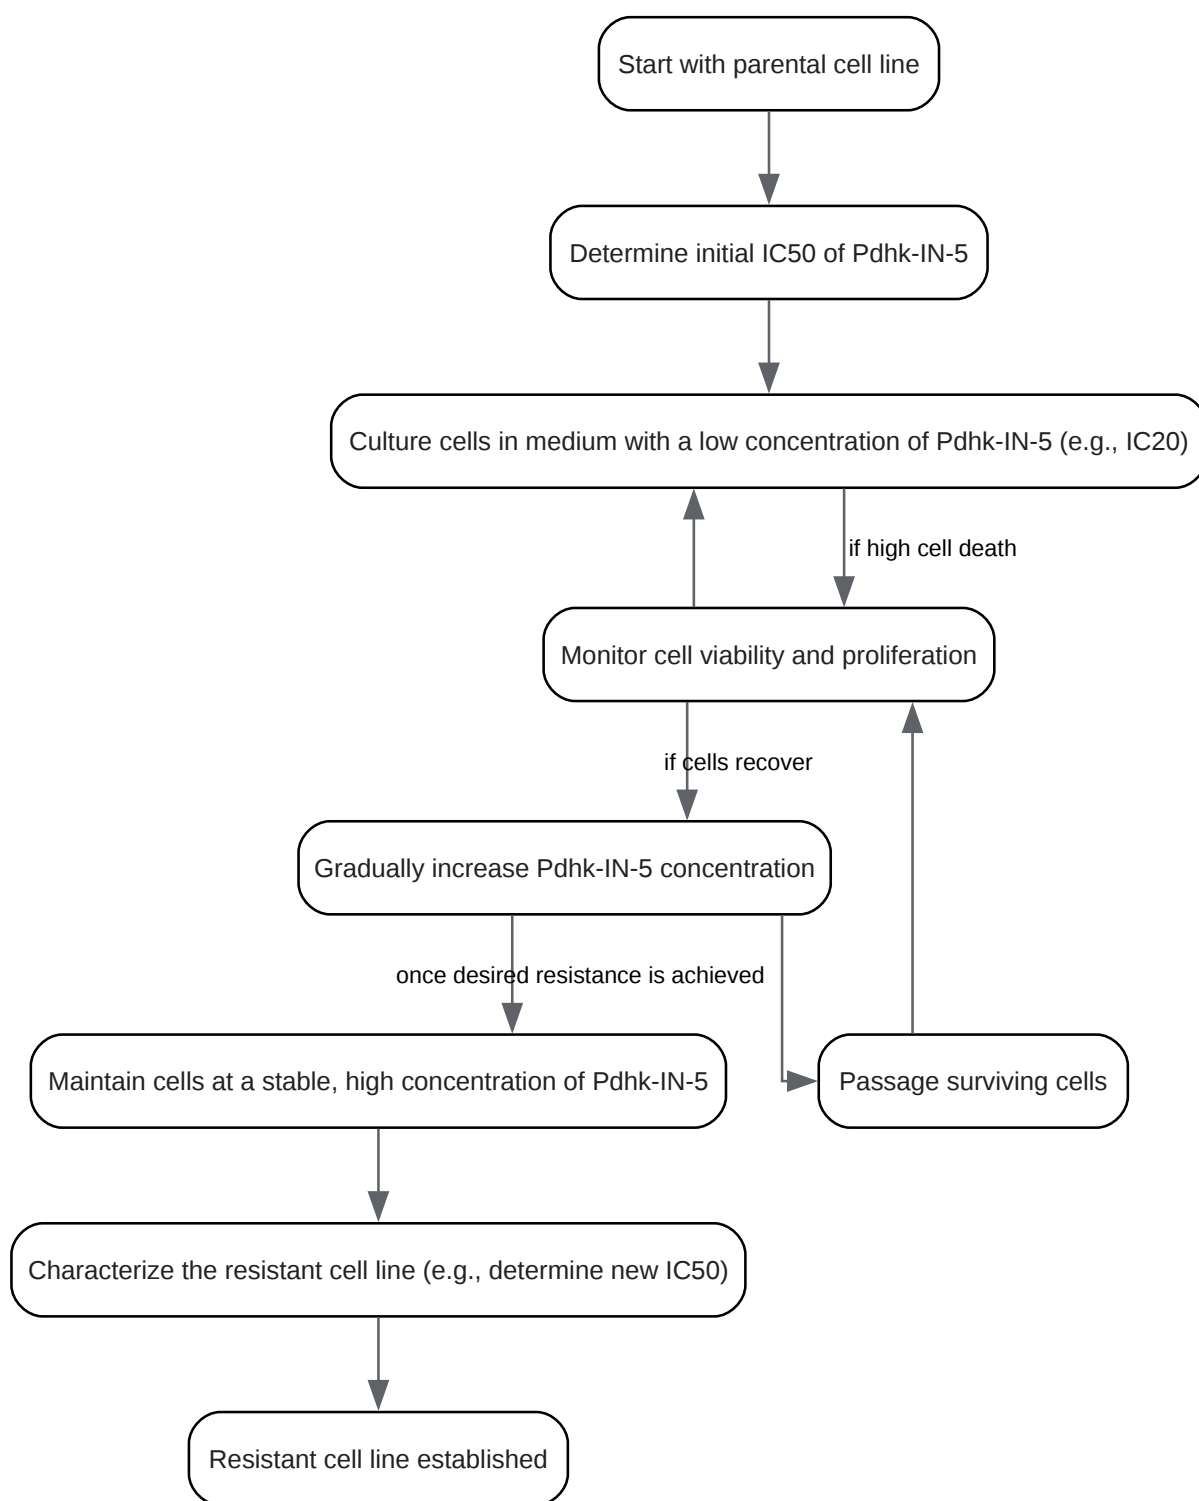 Start with parental cell line
Determine initial IC50 of Pdhk-IN-5
Culture cells in medium with a low concentration of Pdhk-IN-5 (e.g., IC20)
if high cell death
Monitor cell viability and proliferation
if cells recover
Gradually increase Pdhk-IN-5 concentration
once desired resistance is achieved
Maintain cells at a stable, high concentration of Pdhk-IN-5
Passage surviving cells
Characterize the resistant cell line (e.g., determine new IC50)
Resistant cell line established